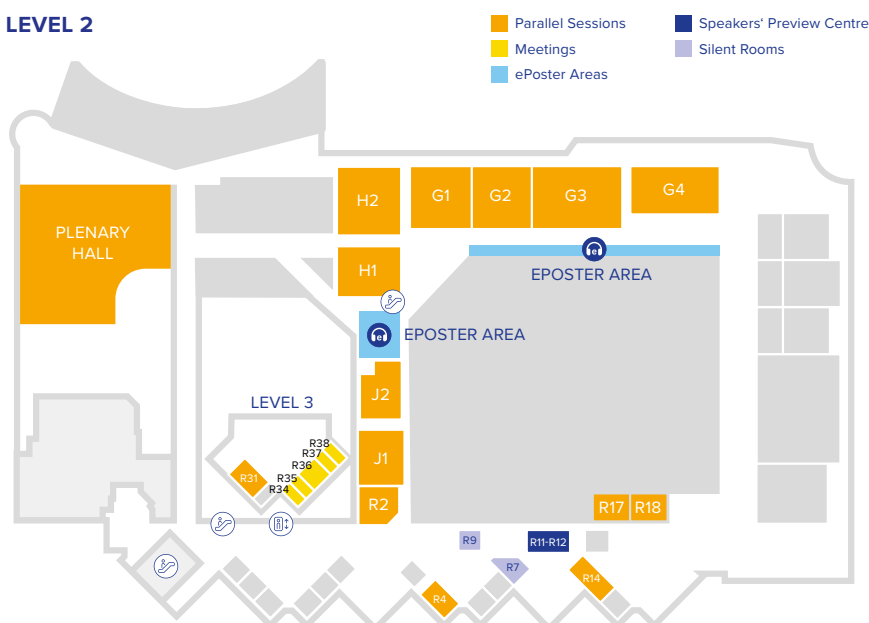 LEVEL 2
Parallel Sessions
Meetings
ePoster Areas
Speakers‘ Preview Centre
Silent Rooms
PLENARY
HALL
H2
G1
G2
G3
G4
H1
e
EPOSTER AREA
e
EPOSTER AREA
J2
LEVEL 3
R38
R37
R36
R35
R34
R31
J1
R2
R17
R18
R9
R11-R12
R7
R14
R4